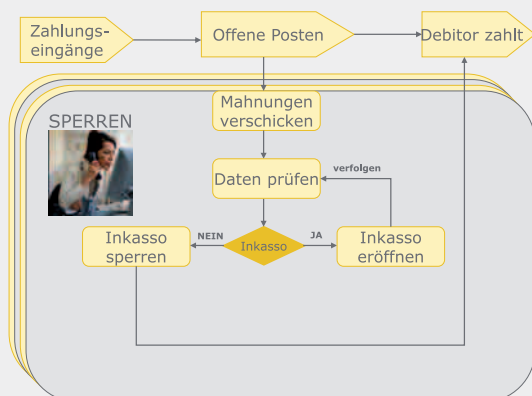 Zahlungs-
eingänge
Offene Posten
Debitor zahlt
SPERREN
Mahnungen
verschicken
Daten prüfen
verfolgen
Inkasso
sperren
NEIN
Inkasso
JA
Inkasso
eröffnen